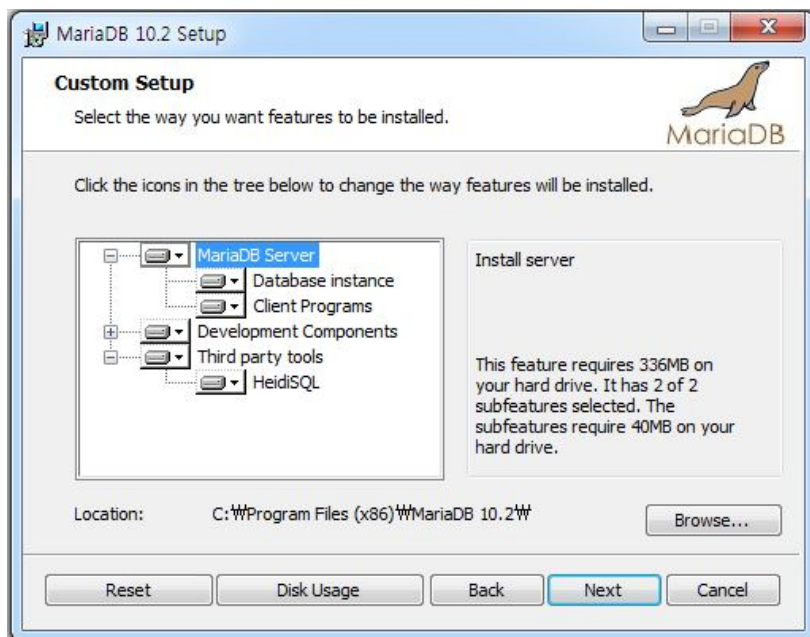 MariaDB 10.2 Setup
Custom Setup
Select the way you want features to be installed.
MariaDB
Click the icons in the tree below to change the way features will be installed.
MariaDB Server
Database instance
Client Programs
Development Components
Third party tools
HeidiSQL
Install server
This feature requires 336MB on
your hard drive. It has 2 of 2
subfeatures selected. The
subfeatures require 40MB on your
hard drive.
Location: C:₩Program Files (x86)₩MariaDB 10.2₩
Browse...
Reset Disk Usage Back Next Cancel